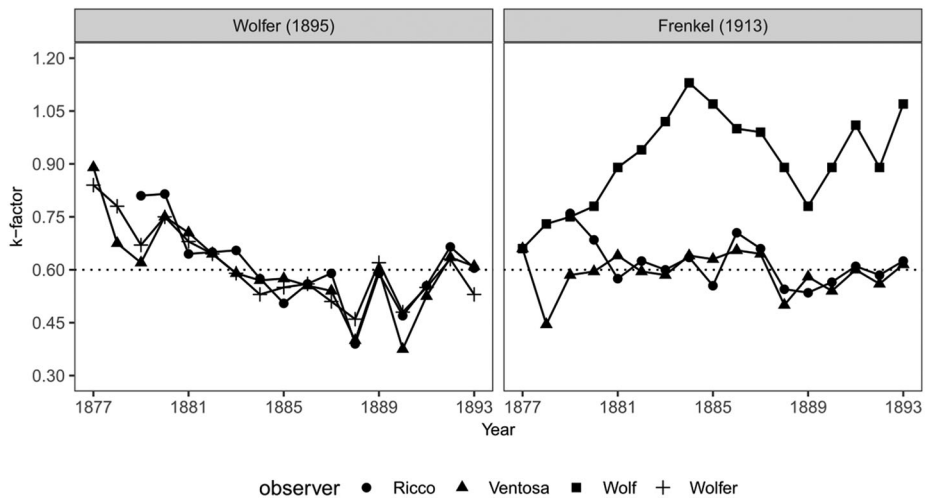 Wolfer (1895) Frenkel (1913)
1.20
1.05
0.90
0.75
0.60
0.45
0.30
k−factor
1877 1881 1885 1889 1893 1877 1881 1885 1889 1893
Year
observer Ricco Ventosa Wolf Wolfer